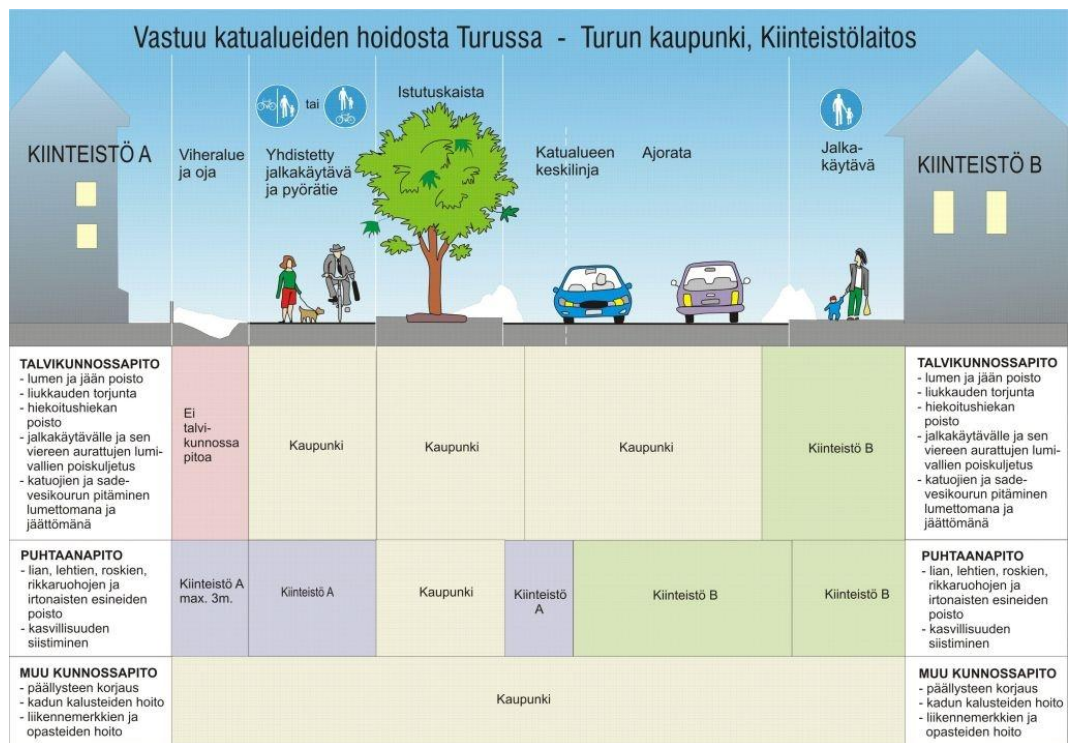 Vastuu katualueiden hoidosta Turussa - Turun kaupunki, Kiinteistölaitos
KIINTEISTÖ A
Viheralue
ja oja
tai
Yhdistetty
jalkakäytävä
ja pyörätie
Istutuskaista
Katualueen
keskilinja
Ajorata
Jalka-
käytävä
KIINTEISTÖ B
TALVIKUNNOSSAPITO
- lumen ja jään poisto
- liukkauden torjunta
- hiekoitushiekan
poisto
- jalkakäytävälle ja sen
viereen aurattujen lumi-
vallien poiskuljetus
- katuojien ja sade-
vesikourun pitäminen
lumettomana ja
jäättömänä
Ei
talvi-
kunnossa
pitoa
Kaupunki
Kaupunki
Kaupunki
Kiinteistö B
TALVIKUNNOSSAPITO
- lumen ja jään poisto
- liukkauden torjunta
- hiekoitushiekan
poisto
- jalkakäytävälle ja sen
viereen aurattujen lumi-
vallien poiskuljetus
- katuojien ja sade-
vesikourun pitäminen
lumettomana ja
jäättömänä
PUHTAANAPITO
- lian, lehtien, roskien,
rikkaruohojen ja
irtonaisten esineiden
poisto
- kasvillisuuden
siistiminen
Kiinteistö A
max. 3m.
Kiinteistö A
Kaupunki
Kiinteistö
A
Kiinteistö B
Kiinteistö B
PUHTAANAPITO
- lian, lehtien, roskien,
rikkaruohojen ja
irtonaisten esineiden
poisto
- kasvillisuuden
siistiminen
MUU KUNNOSSAPITO
- päällysteen korjaus
- kadun kalusteiden hoito
- liikennemerkkien ja
opasteiden hoito
Kaupunki
MUU KUNNOSSAPITO
- päällysteen korjaus
- kadun kalusteiden hoito
- liikennemerkkien ja
opasteiden hoito